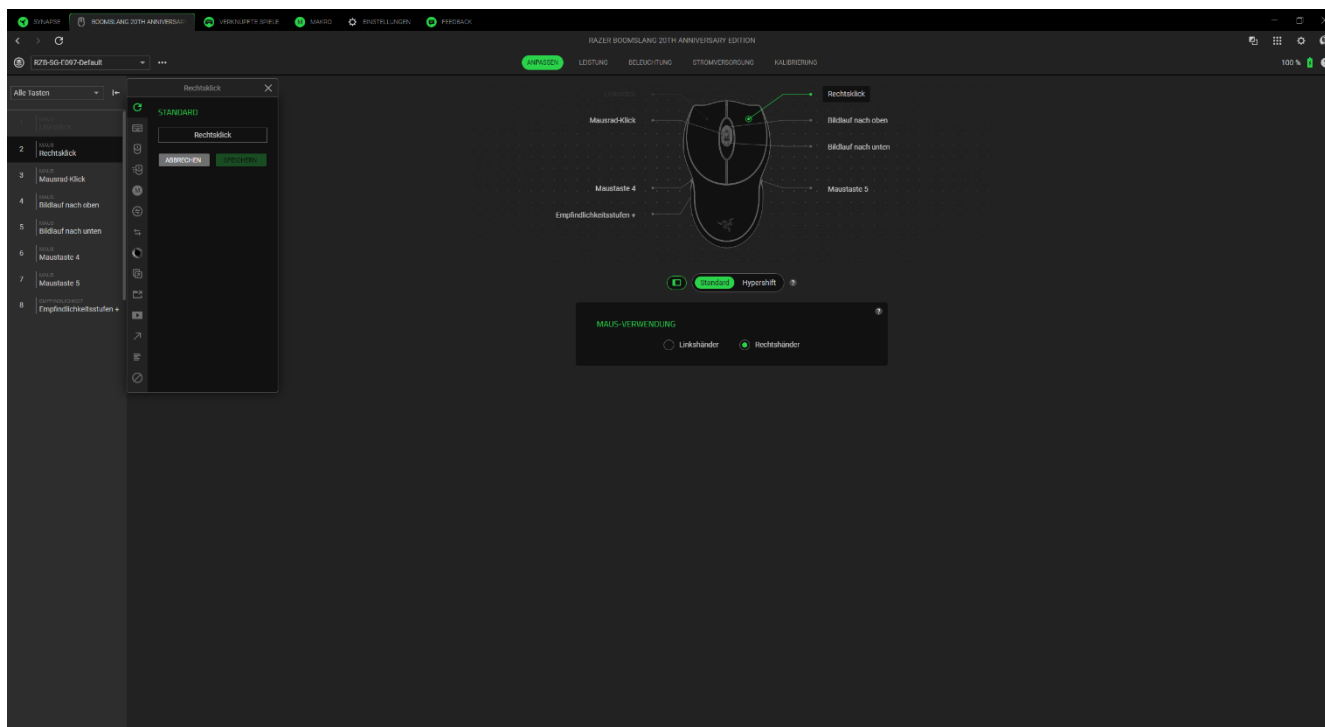 SYNAPSE
BOOMSLANG 20TH ANNIVERSARY
VERKNÜPFTE SPIELE
MAKRO
EINSTELLUNGEN
FEEDBACK
RAZER BOOMSLANG 20TH ANNIVERSARY EDITION
RZB-SG-E097-Default
ANPASSEN
LEISTUNG
BELEUCHTUNG
STROMVERSORGUNG
KALIBRIERUNG
100 %
Alle Tasten
2
MAUS
Rechtsklick
3
MAUS
Mausrad-Klick
4
MAUS
Bildlauf nach oben
5
MAUS
Bildlauf nach unten
6
MAUS
Maustaste 4
7
MAUS
Maustaste 5
8
EMPFINDLICHKEIT
Empfindlichkeitsstufen +
Rechtsklick
STANDARD
Rechtsklick
ABBRECHEN
SPEICHERN
Rechtsklick
Mausrad-Klick
Bildlauf nach oben
Bildlauf nach unten
Maustaste 4
Maustaste 5
Empfindlichkeitsstufen +
Standard
Hypershift
?
MAUS-VERWENDUNG
?
Linkshänder
Rechtshänder